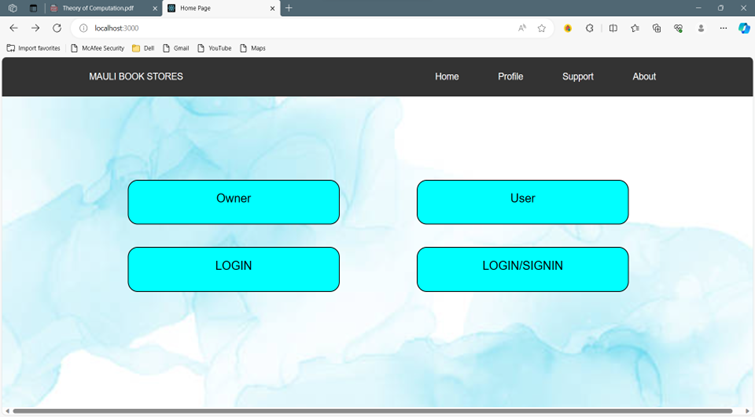 Theory of Computation.pdf
Home Page
localhost:3000
Import favorites
McAfee Security
Dell
Gmail
YouTube
Maps
MAULI BOOK STORES
Home
Profile
Support
About
Owner
User
LOGIN
LOGIN/SIGNIN